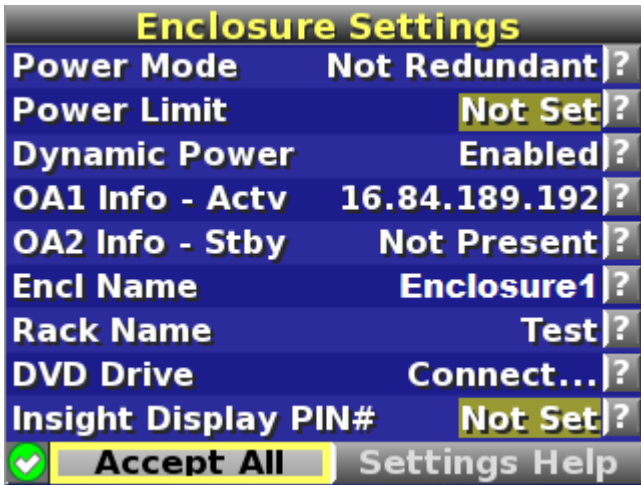 Enclosure Settings
Power Mode Not Redundant ?
Power Limit Not Set ?
Dynamic Power Enabled ?
OA1 Info - Actv 16.84.189.192 ?
OA2 Info - Stby Not Present ?
Encl Name Enclosure1 ?
Rack Name Test ?
DVD Drive Connect... ?
Insight Display PIN# Not Set ?
Accept All Settings Help